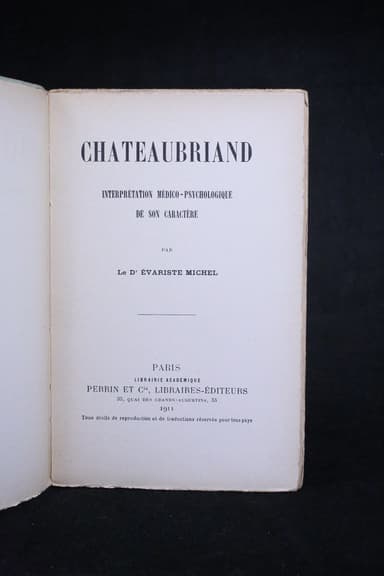 CHATEAUBRIAND
INTERPRÉTATION MÉDICO-PSYCHOLOGIQUE
DE SON CARACTÈRE
PAR
Le Dr ÉVARISTE MICHEL
PARIS
LIBRAIRIE ACADÉMIQUE
PERRIN ET Cie, LIBRAIRES-ÉDITEURS
35, QUAI DES GRANDS-AUGUSTINS, 35
1911
Tous droits de reproduction et de traduction réservés pour tous pays